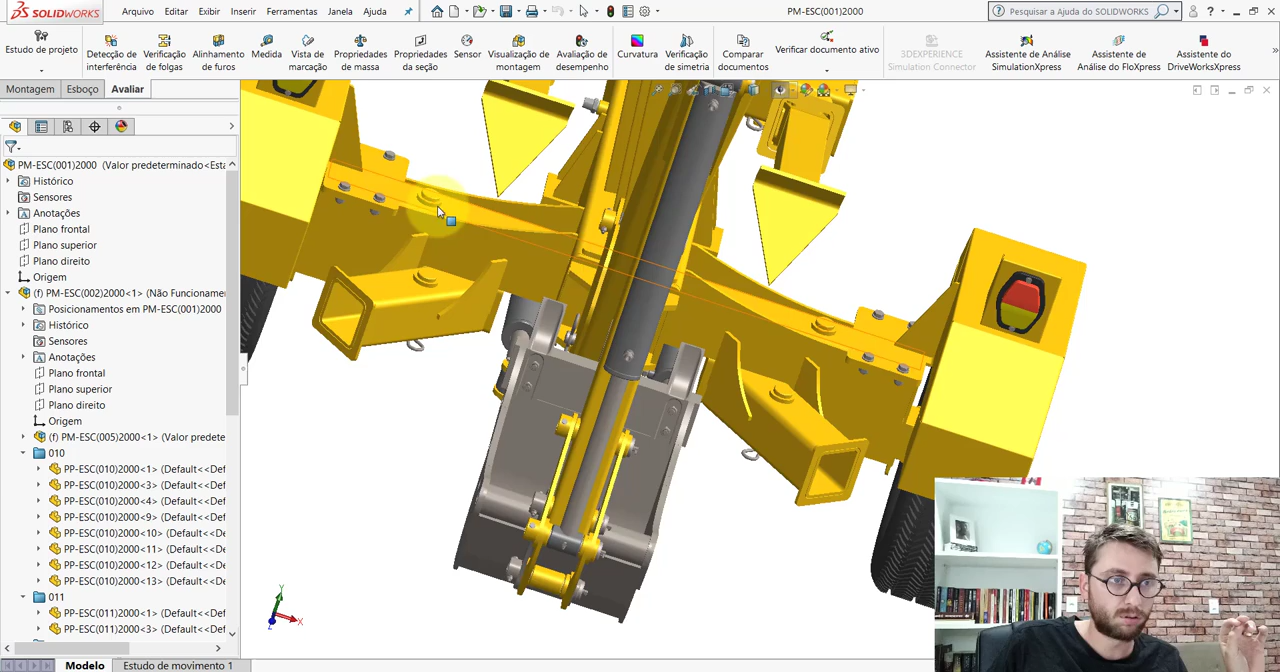 SOLIDWORKS
Arquivo Editar Exibir Inserir Ferramentas Janela Ajuda
PM-ESC(001)2000
Pesquisar a Ajuda do SOLIDWORKS
Estudo de projeto
Detecção de interferência
Verificação de folgas
Alinhamento de furos
Medida
Vista de marcação
Propriedades de massa
Propriedades da seção
Sensor
Visualização de montagem
Avaliação de desempenho
Curvatura
Verificação de simetria
Comparar documentos
Verificar documento ativo
3DEXPERIENCE Simulation Connector
Assistente de Análise SimulationXpress
Assistente de Análise do FloXpress
Assistente do DriveWorksXpress
Montagem Esboço Avaliar
PM-ESC(001)2000 (Valor predeterminado<Esta
Histórico
Sensores
Anotações
Plano frontal
Plano superior
Plano direito
Origem
(f) PM-ESC(002)2000<1> (Não Funcioname
Posicionamentos em PM-ESC(001)2000
Histórico
Sensores
Anotações
Plano frontal
Plano superior
Plano direito
Origem
(f) PM-ESC(005)2000<1> (Valor predete
010
PP-ESC(010)2000<1> (Default<<Def
PP-ESC(010)2000<3> (Default<<Def
PP-ESC(010)2000<4> (Default<<Def
PP-ESC(010)2000<9> (Default<<Def
PP-ESC(010)2000<10> (Default<<De
PP-ESC(010)2000<11> (Default<<De
PP-ESC(010)2000<12> (Default<<De
PP-ESC(010)2000<13> (Default<<De
011
PP-ESC(011)2000<1> (Default<<Def
PP-ESC(011)2000<3> (Default<<Def
Y
X
Z
Modelo Estudo de movimento 1